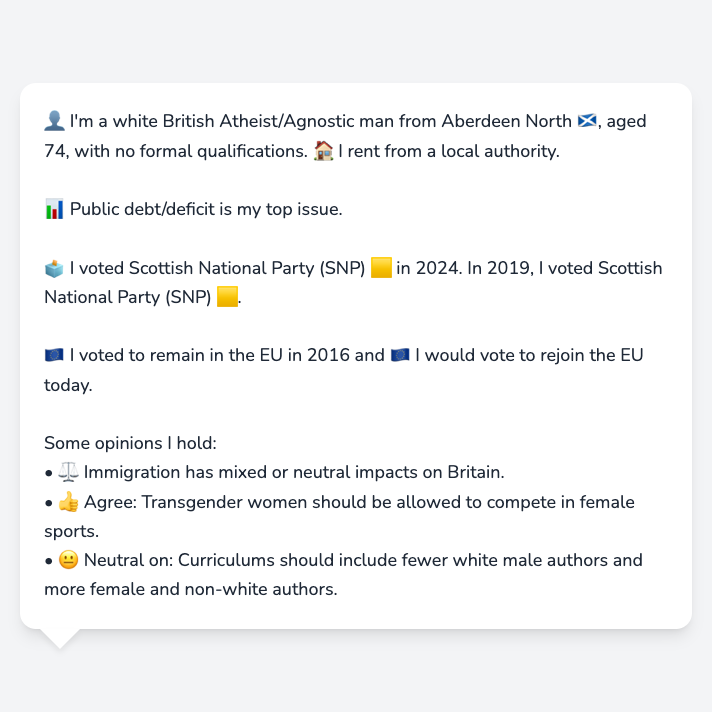 👤 I'm a white British Atheist/Agnostic man from Aberdeen North 🏴󠁧󠁢󠁳󠁣󠁴󠁿, aged
74, with no formal qualifications. 🏠 I rent from a local authority.
📊 Public debt/deficit is my top issue.
🗳️ I voted Scottish National Party (SNP) 🟨 in 2024. In 2019, I voted Scottish
National Party (SNP) 🟨.
🇪🇺 I voted to remain in the EU in 2016 and 🇪🇺 I would vote to rejoin the EU
today.
Some opinions I hold:
• ⚖️ Immigration has mixed or neutral impacts on Britain.
• 👍 Agree: Transgender women should be allowed to compete in female
sports.
• 😐 Neutral on: Curriculums should include fewer white male authors and
more female and non-white authors.